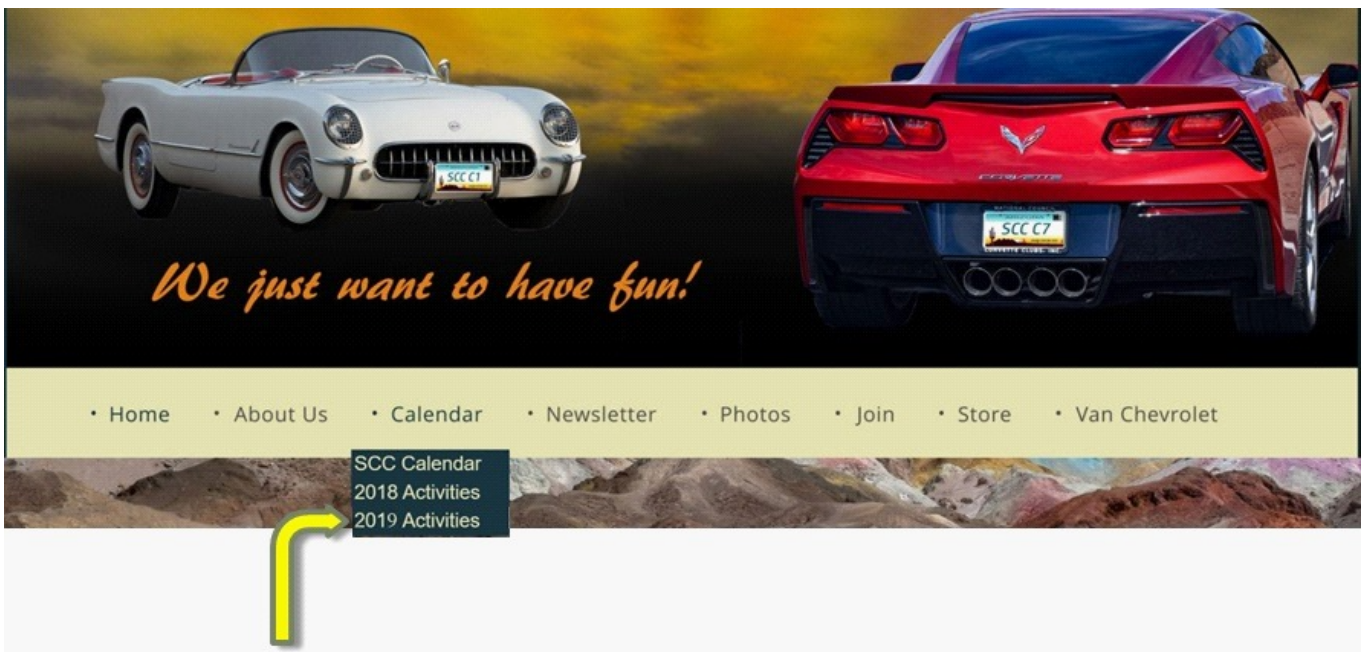 SCC C1
CORVETTE
SCC C7
We just want to have fun!
• Home • About Us • Calendar • Newsletter • Photos • Join • Store • Van Chevrolet
SCC Calendar
2018 Activities
2019 Activities